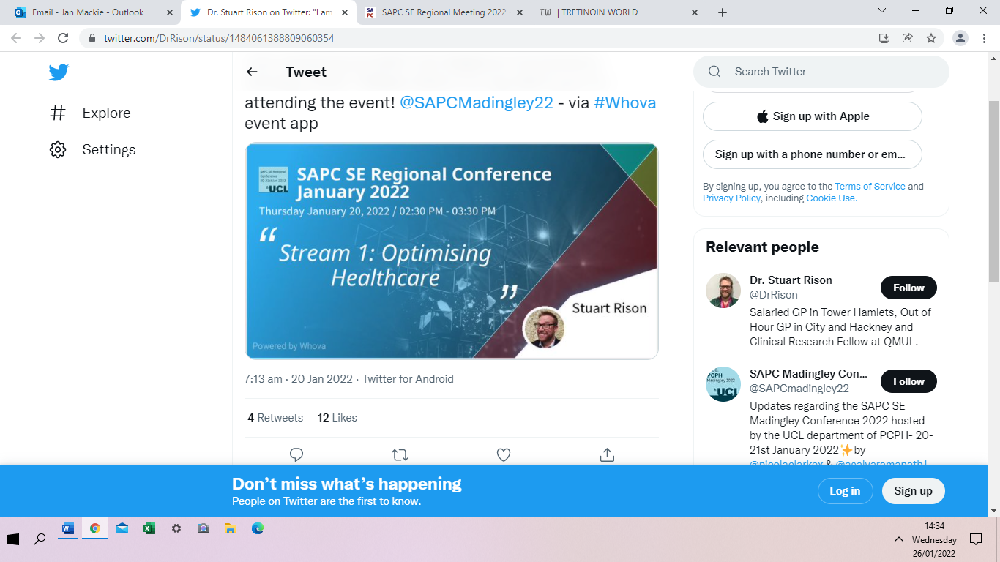 Email - Jan Mackie - Outlook
Dr. Stuart Rison on Twitter: "I am
SAPC SE Regional Meeting 2022
TW | TRETINOIN WORLD
twitter.com/DrRison/status/1484061388809060354
Explore
Settings
Tweet
attending the event! @SAPCMadingley22 - via #Whova
event app
SAPC SE Regional
Conference
20-21st Jan 2022
UCL
SAPC SE Regional Conference
January 2022
Thursday January 20, 2022 / 02:30 PM - 03:30 PM
“
Stream 1: Optimising
Healthcare
”
Stuart Rison
Powered by Whova
7:13 am · 20 Jan 2022 · Twitter for Android
4 Retweets 12 Likes
Search Twitter
Sign up with Apple
Sign up with a phone number or em...
By signing up, you agree to the Terms of Service and
Privacy Policy, including Cookie Use.
Relevant people
Dr. Stuart Rison
@DrRison
Follow
Salaried GP in Tower Hamlets, Out of
Hour GP in City and Hackney and
Clinical Research Fellow at QMUL.
PCPH
Madingley 2022
UCL
SAPC Madingley Con...
@SAPCmadingley22
Follow
Updates regarding the SAPC SE
Madingley Conference 2022 hosted
by the UCL department of PCPH- 20-
21st January 2022✨by
Don’t miss what’s happening
People on Twitter are the first to know.
Log in
Sign up
14:34
Wednesday
26/01/2022